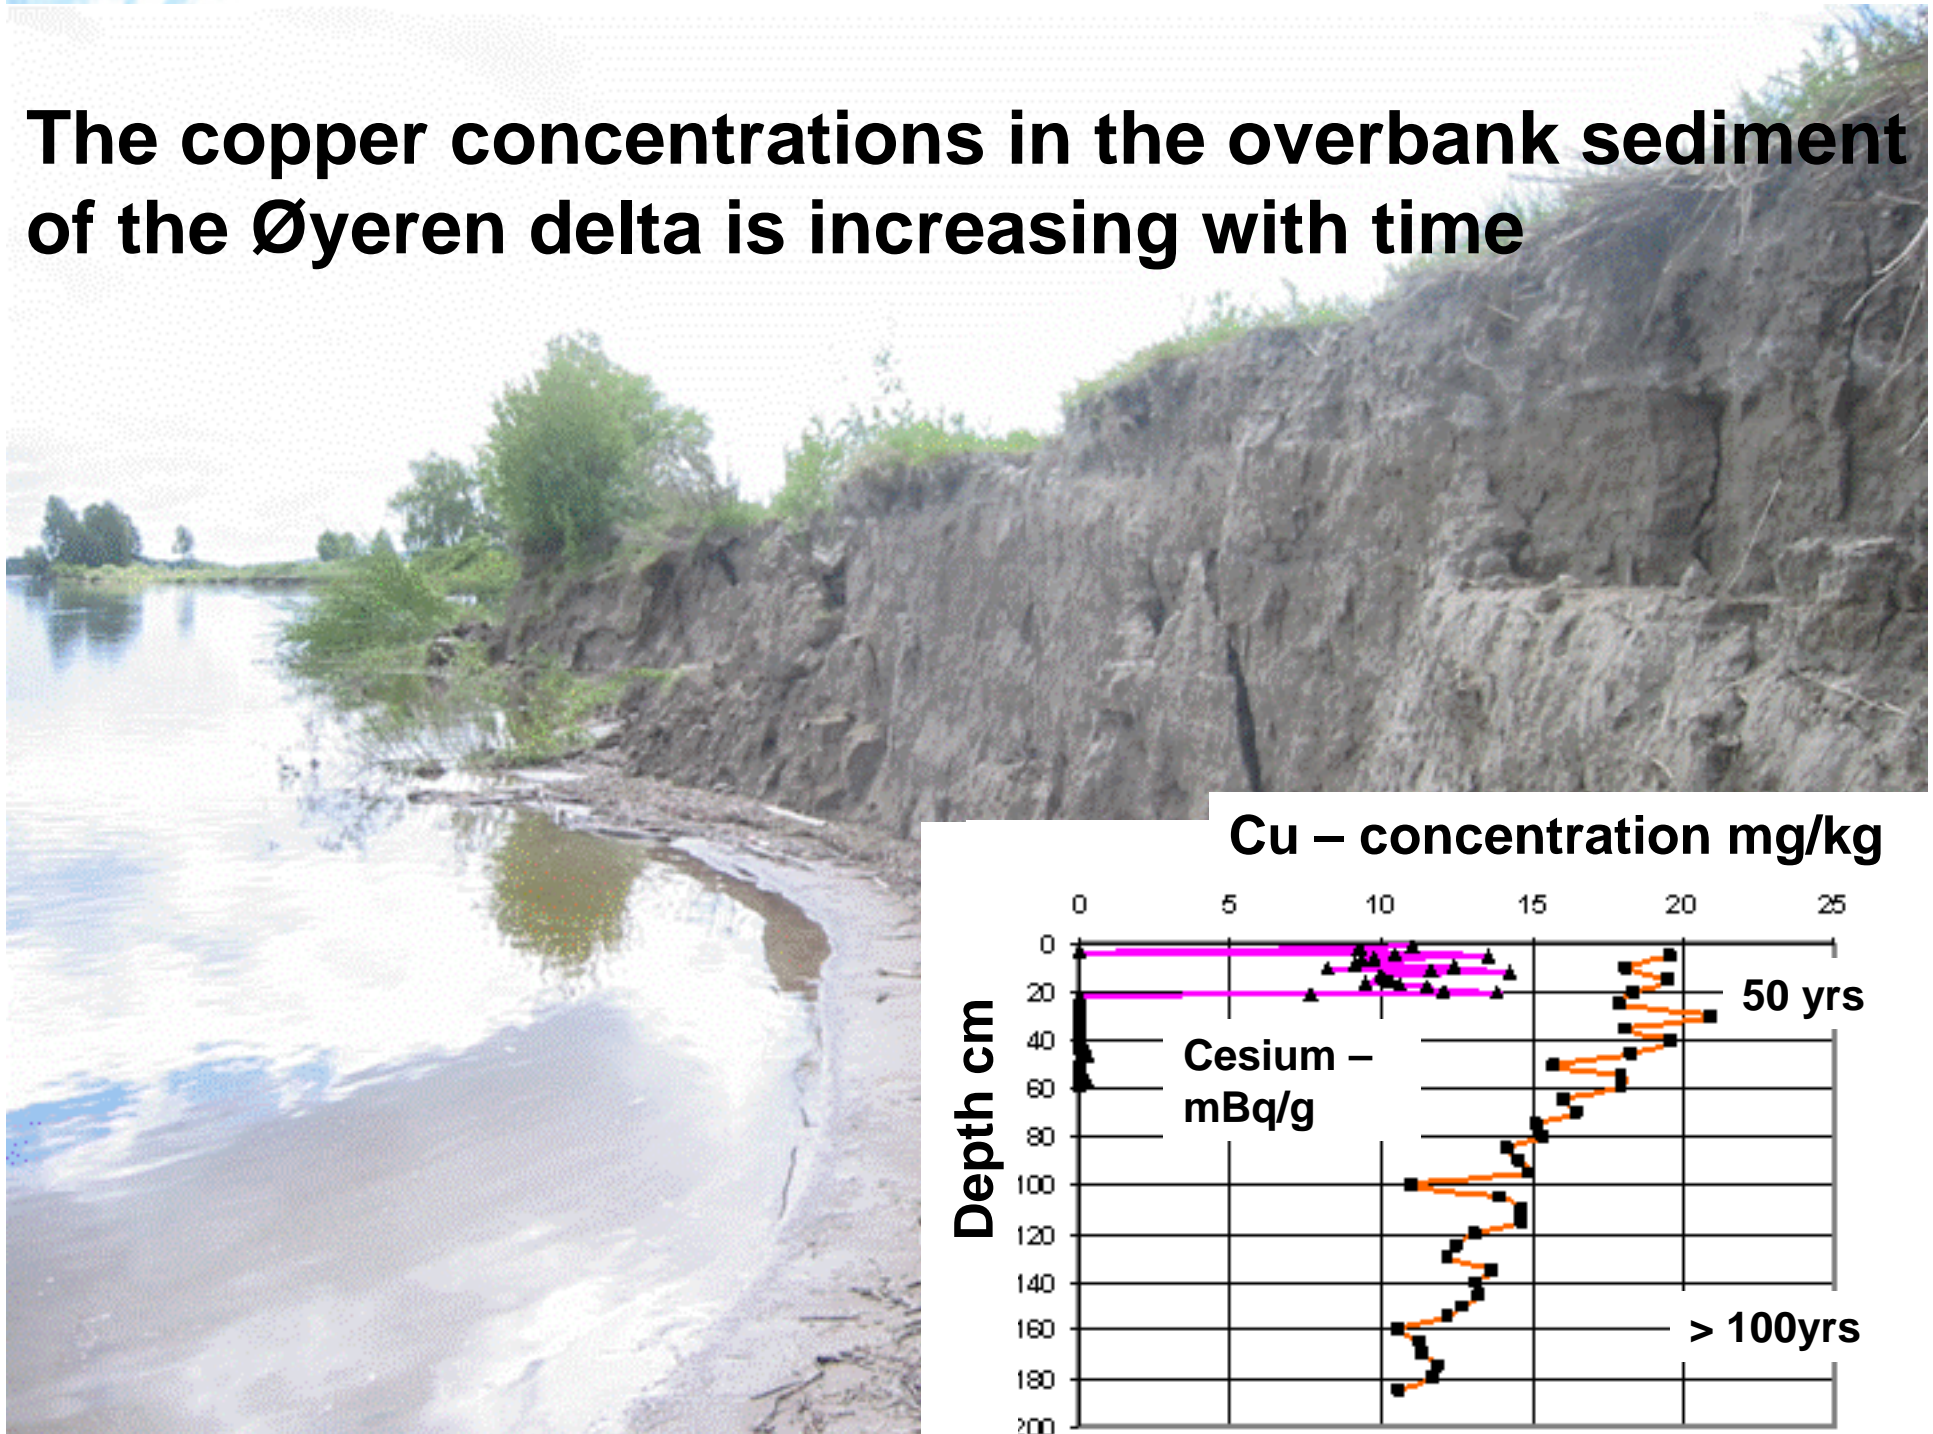 The copper concentrations in the overbank sediment
of the Øyeren delta is increasing with time
Cu – concentration mg/kg
0 5 10 15 20 25
Depth cm
0
20
40
60
80
100
120
140
160
180
200
50 yrs
Cesium –
mBq/g
> 100yrs